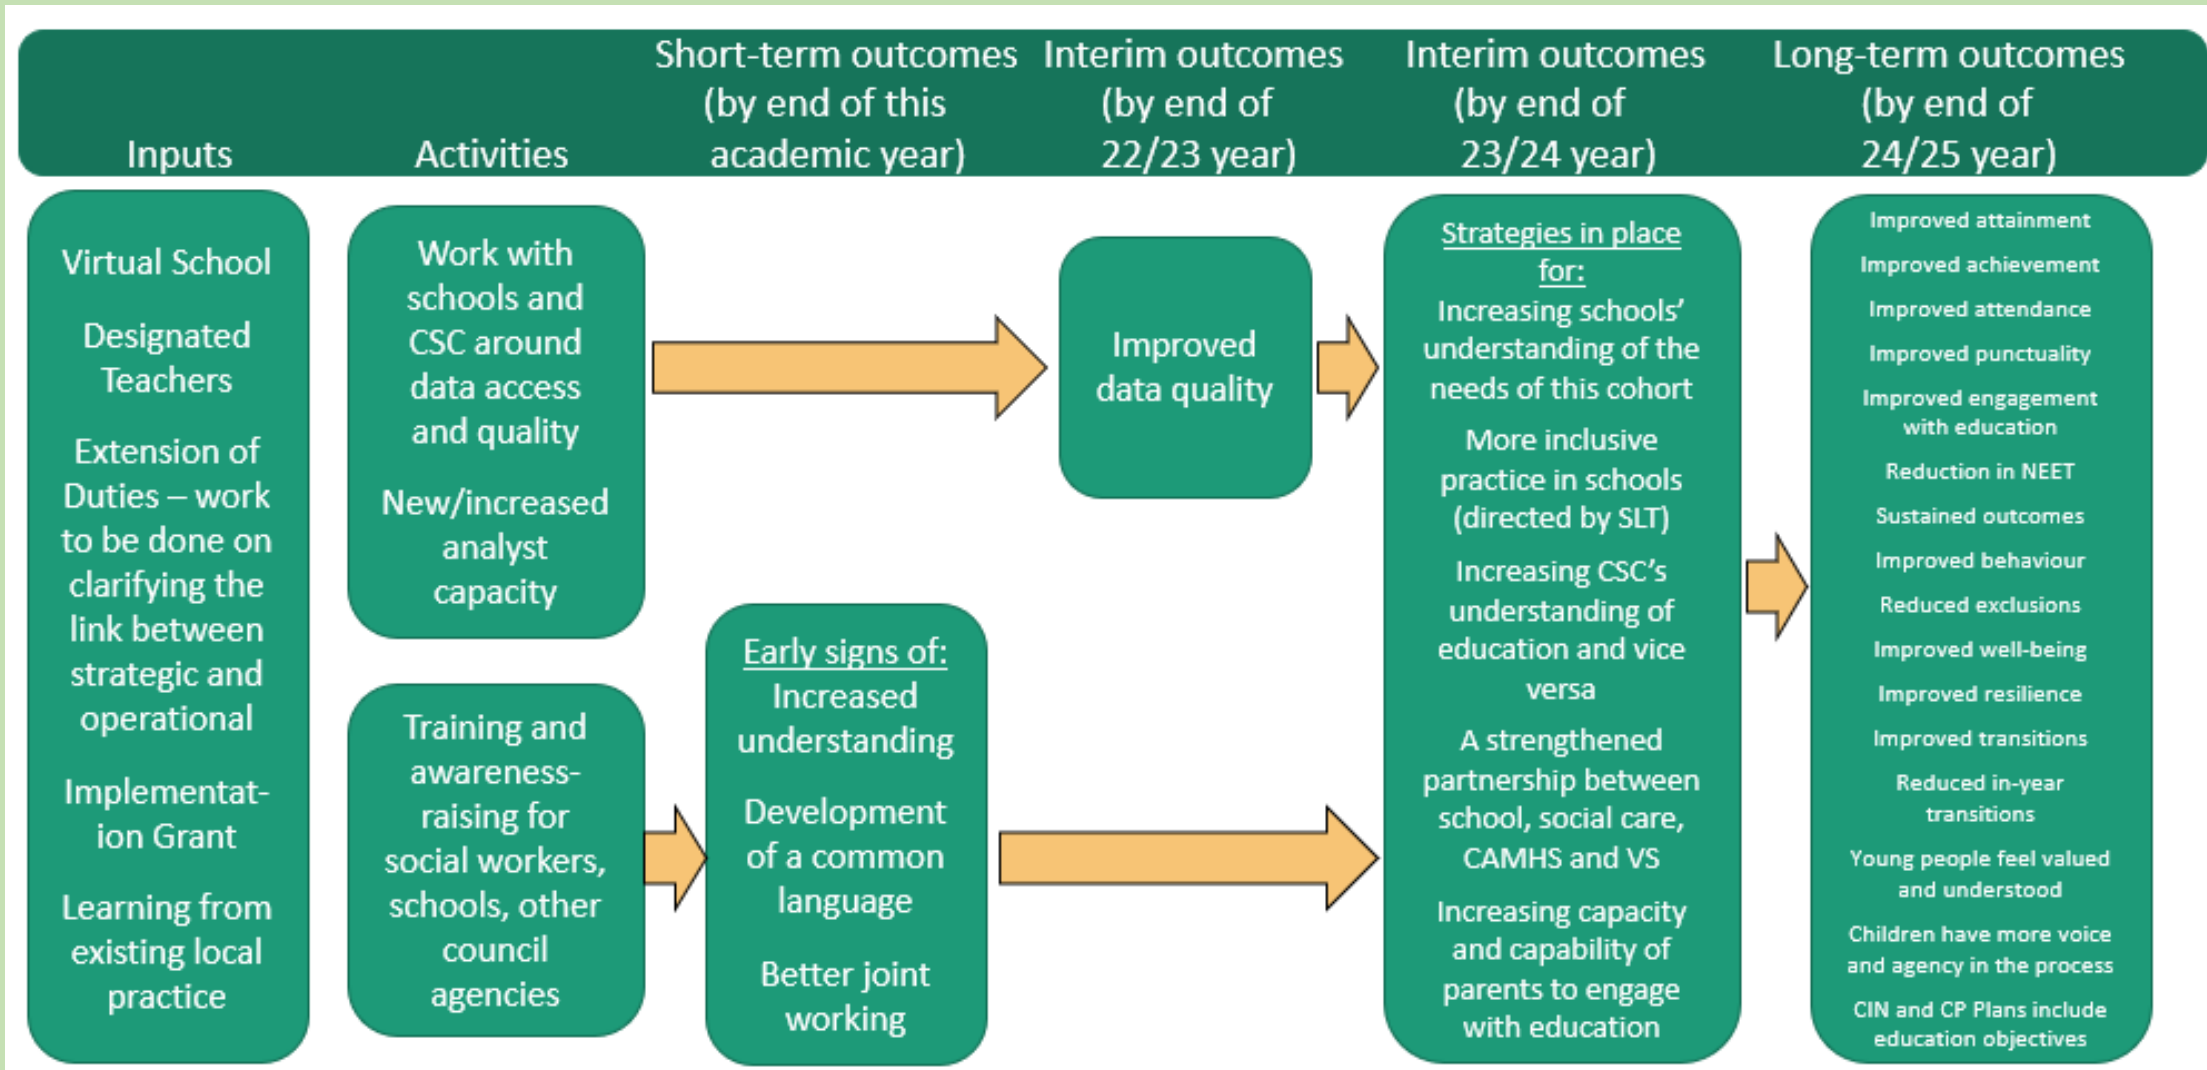 Inputs
Activities
Short-term outcomes
(by end of this
academic year)
Interim outcomes
(by end of
22/23 year)
Interim outcomes
(by end of
23/24 year)
Long-term outcomes
(by end of
24/25 year)
Virtual School
Designated
Teachers
Extension of
Duties – work
to be done on
clarifying the
link between
strategic and
operational
Implementat-
ion Grant
Learning from
existing local
practice
Work with
schools and
CSC around
data access
and quality
New/increased
analyst
capacity
Training and
awareness-
raising for
social workers,
schools, other
council
agencies
Early signs of:
Increased
understanding
Development
of a common
language
Better joint
working
Improved
data quality
Strategies in place
for:
Increasing schools’
understanding of the
needs of this cohort
More inclusive
practice in schools
(directed by SLT)
Increasing CSC’s
understanding of
education and vice
versa
A strengthened
partnership between
school, social care,
CAMHS and VS
Increasing capacity
and capability of
parents to engage
with education
Improved attainment
Improved achievement
Improved attendance
Improved punctuality
Improved engagement
with education
Reduction in NEET
Sustained outcomes
Improved behaviour
Reduced exclusions
Improved well-being
Improved resilience
Improved transitions
Reduced in-year
transitions
Young people feel valued
and understood
Children have more voice
and agency in the process
CIN and CP Plans include
education objectives